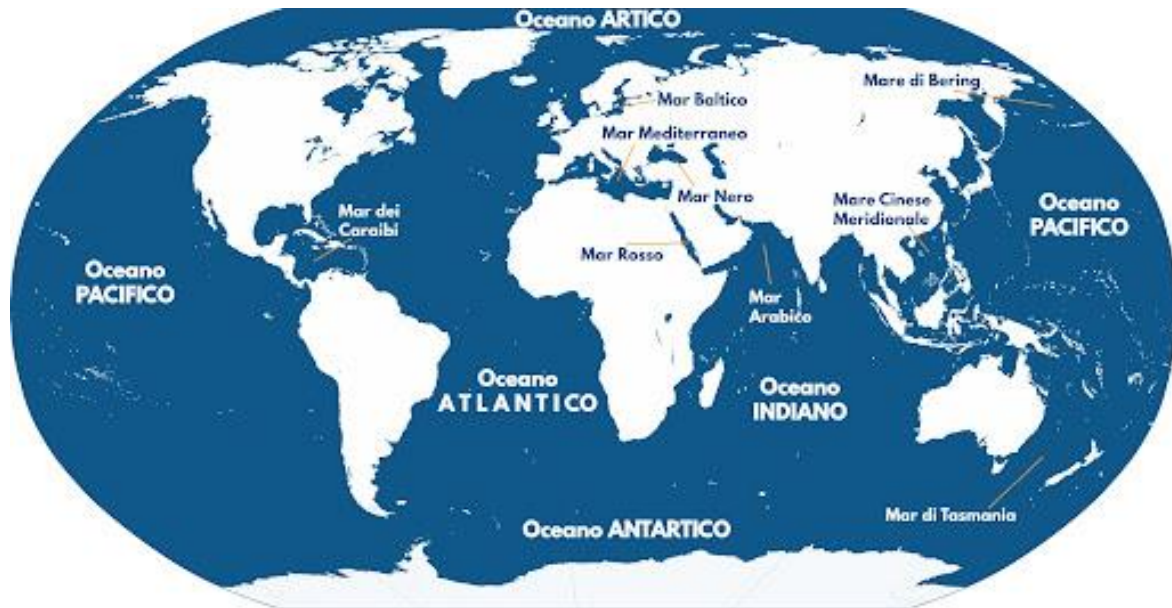 Oceano ARTICO
Mare di Bering
Mar Baltico
Mar Mediterraneo
Mar Nero
Mare Cinese
Meridionale
Oceano
PACIFICO
Mar dei
Caraibi
Mar Rosso
Oceano
PACIFICO
Mar
Arabico
Oceano
ATLANTICO
Oceano
INDIANO
Mar di Tasmania
Oceano ANTARTICO